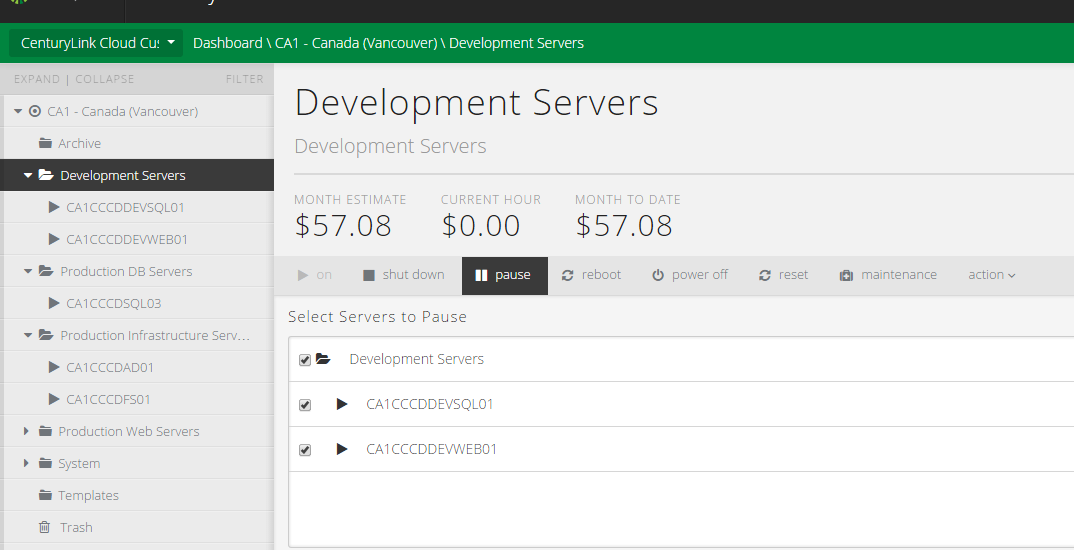 CenturyLink Cloud Cus
Dashboard \ CA1 - Canada (Vancouver) \ Development Servers
EXPAND | COLLAPSE FILTER
CA1 - Canada (Vancouver)
Archive
Development Servers
CA1CCCDDEVSQL01
CA1CCCDDEVWEB01
Production DB Servers
CA1CCCDSQL03
Production Infrastructure Serv...
CA1CCCDAD01
CA1CCCDFS01
Production Web Servers
System
Templates
Trash
Development Servers
Development Servers
MONTH ESTIMATE CURRENT HOUR MONTH TO DATE
$57.08 $0.00 $57.08
on shut down pause reboot power off reset maintenance action
Select Servers to Pause
Development Servers
CA1CCCDDEVSQL01
CA1CCCDDEVWEB01